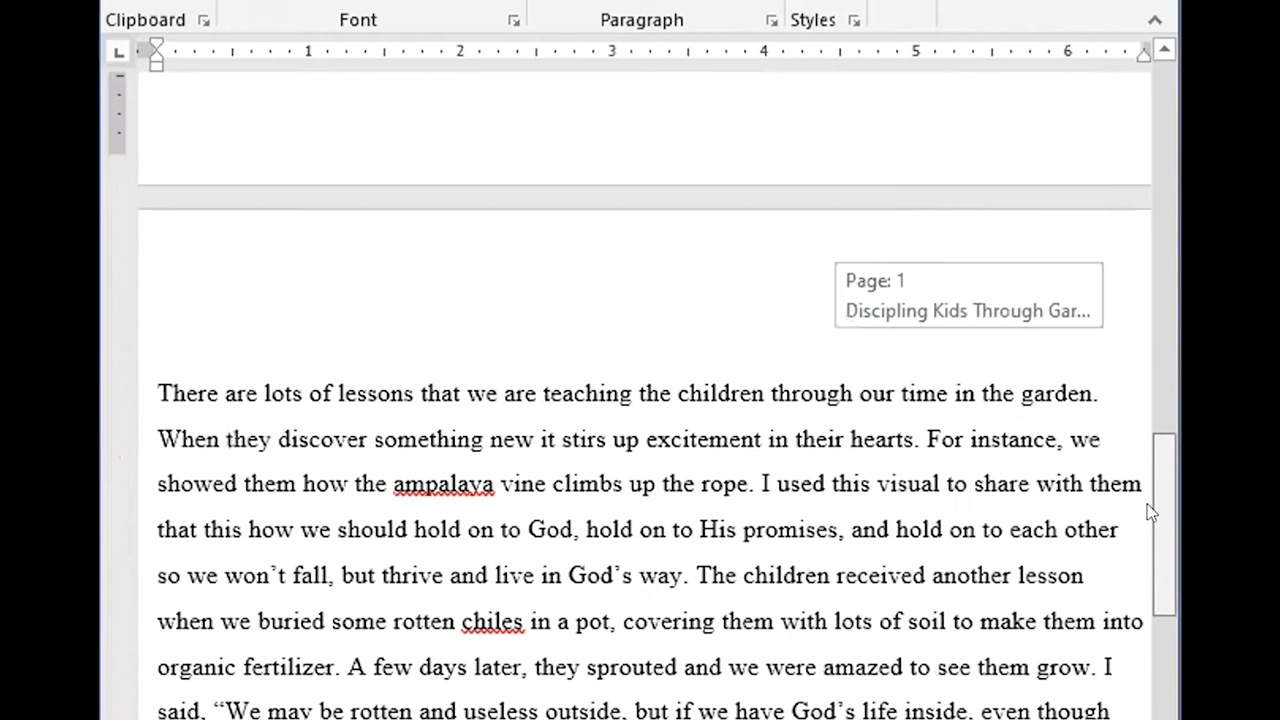 Clipboard Font Paragraph Styles
L 1 2 3 4 5 6
Page: 1
Discipling Kids Through Gar...
There are lots of lessons that we are teaching the children through our time in the garden.
When they discover something new it stirs up excitement in their hearts. For instance, we
showed them how the ampalaya vine climbs up the rope. I used this visual to share with them
that this how we should hold on to God, hold on to His promises, and hold on to each other
so we won’t fall, but thrive and live in God’s way. The children received another lesson
when we buried some rotten chiles in a pot, covering them with lots of soil to make them into
organic fertilizer. A few days later, they sprouted and we were amazed to see them grow. I
said, “We may be rotten and useless outside, but if we have God’s life inside, even though